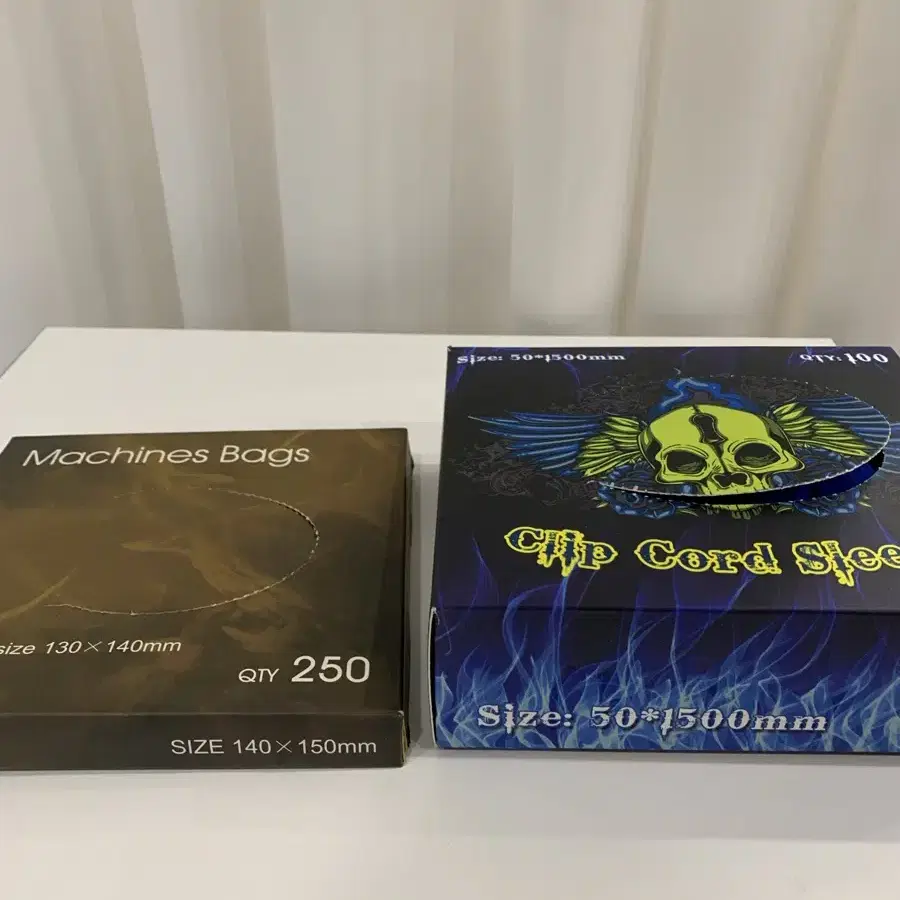 Machines Bags
size 130×140mm
QTY 250
SIZE 140×150mm
Size: 50*1500mm
QTY: 100
Clip Cord Slee
Size: 50*1500mm